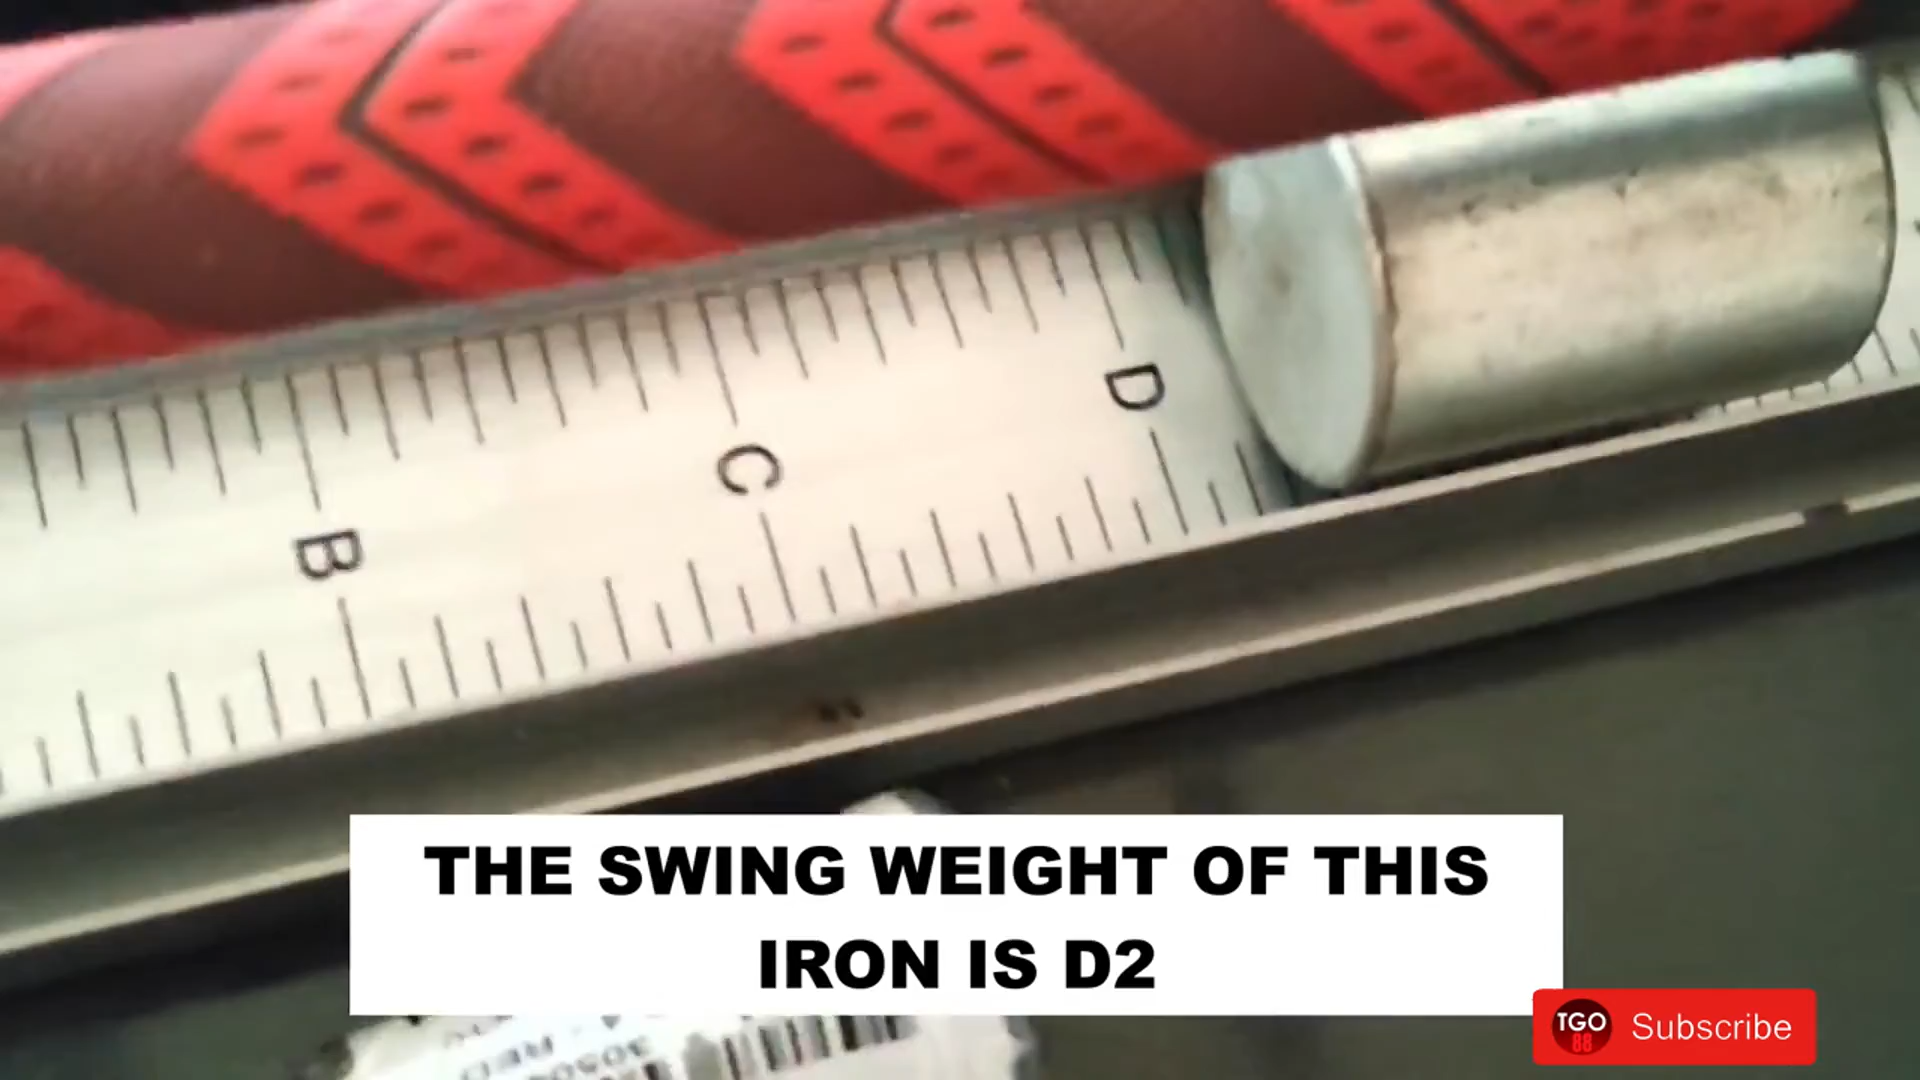 B
C
D
THE SWING WEIGHT OF THIS
IRON IS D2
TGO
88
Subscribe